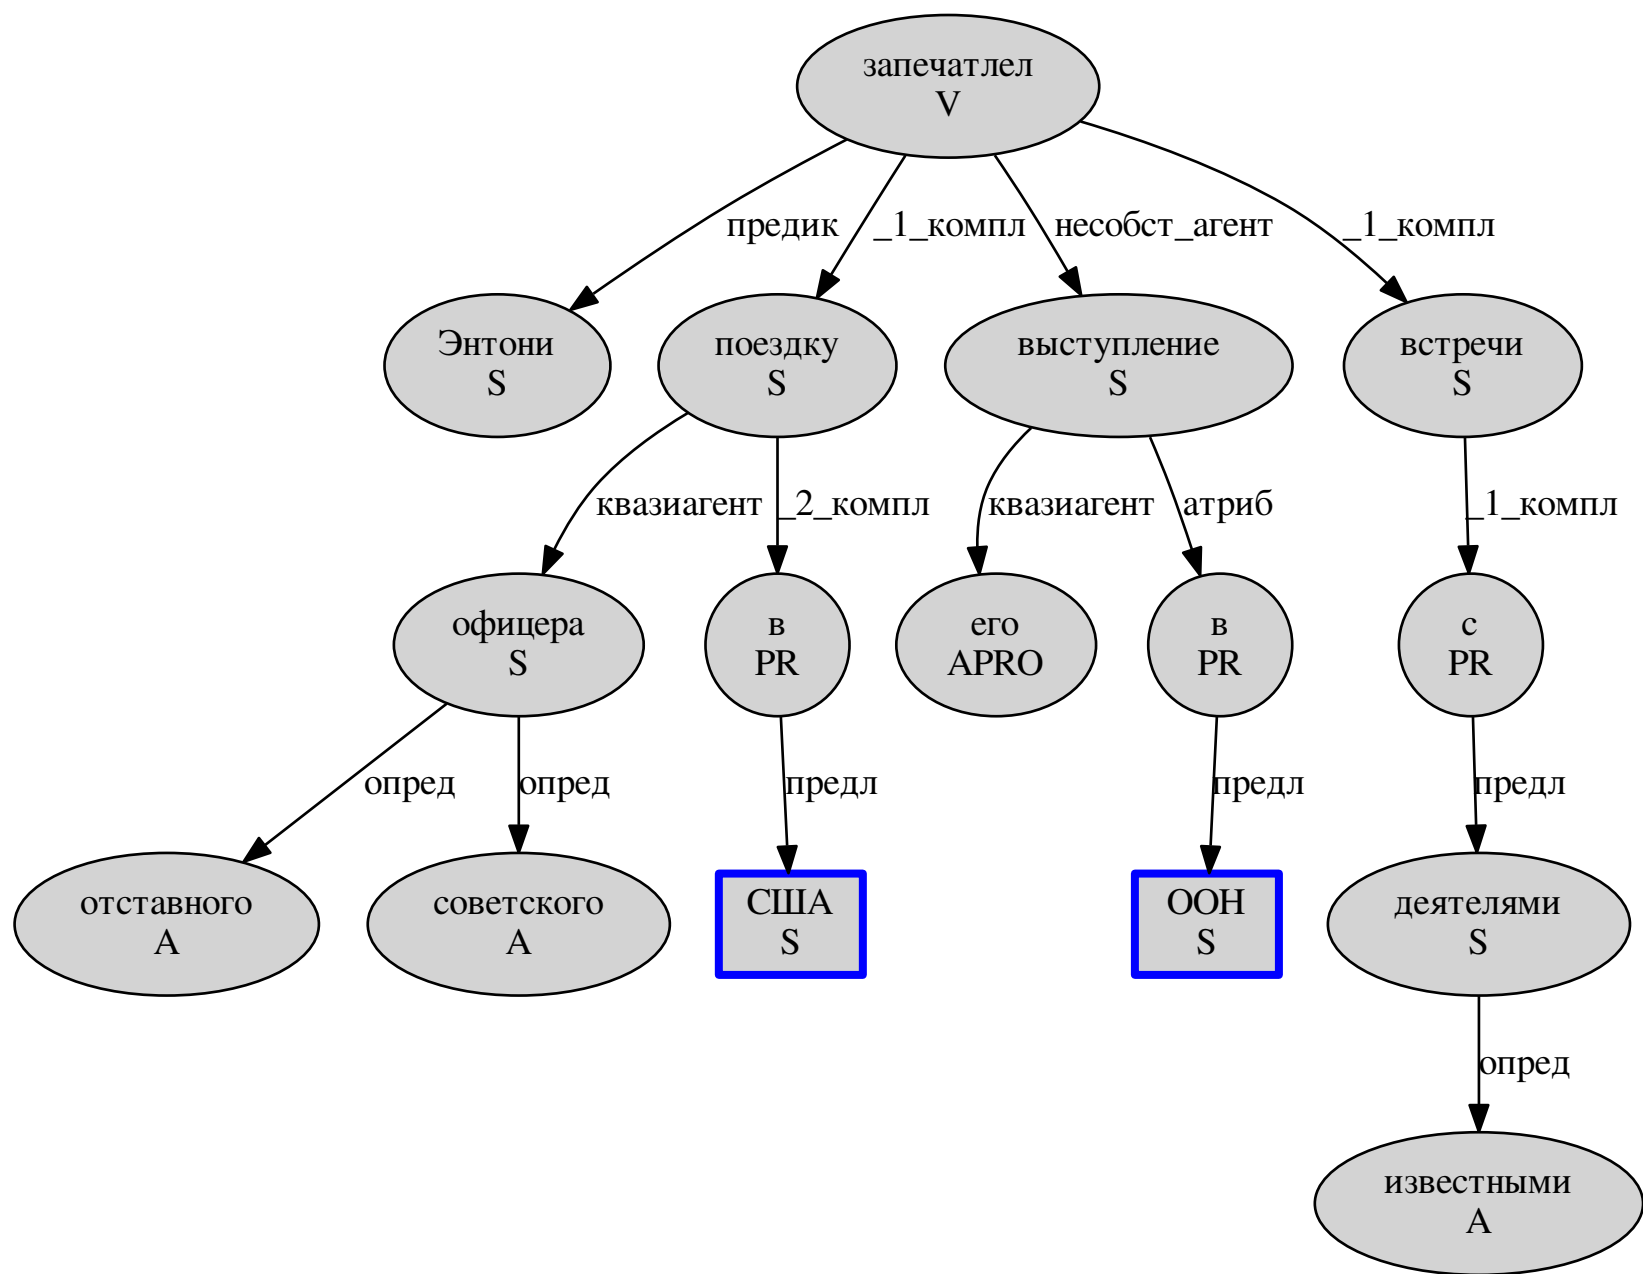 запечатлел
V
предик
_1_компл
несобст_агент
_1_компл
Энтони
S
поездку
S
выступление
S
встречи
S
квазиагент
_2_компл
квазиагент
атриб
_1_компл
офицера
S
в
PR
его
APRO
в
PR
с
PR
опред
опред
предл
предл
предл
отставного
A
советского
A
США
S
ООН
S
деятелями
S
опред
известными
A